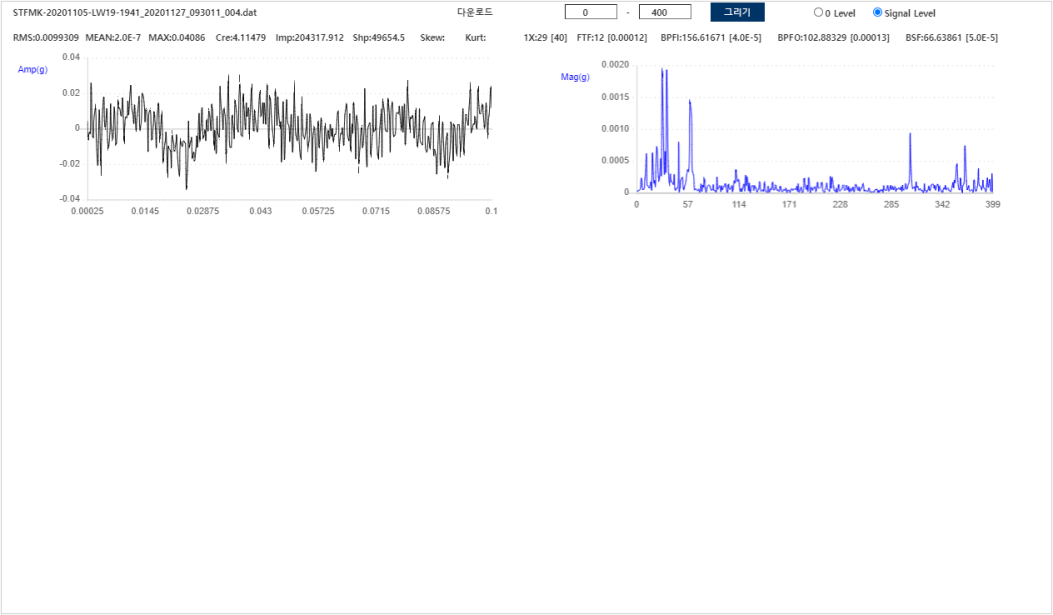 STFMK-20201105-LW19-1941_20201127_093011_004.dat 다운로드 0 - 400 그리기 0 Level Signal Level
RMS:0.0099309 MEAN:2.0E-7 MAX:0.04086 Cre:4.11479 Imp:204317.912 Shp:49654.5 Skew: Kurt: 1X:29 [40] FTF:12 [0.00012] BPFI:156.61671 [4.0E-5] BPFO:102.88329 [0.00013] BSF:66.63861 [5.0E-5]
Amp(g)
0.04
0.02
0
-0.02
-0.04
0.00025 0.0145 0.02875 0.043 0.05725 0.0715 0.08575 0.1
Mag(g)
0.0020
0.0015
0.0010
0.0005
0
0 57 114 171 228 285 342 399